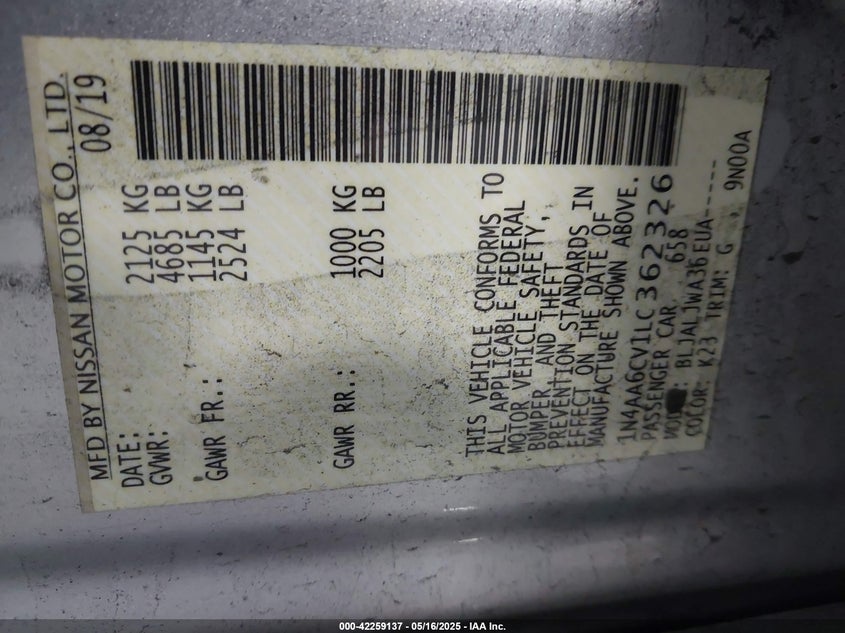 MFD BY NISSAN MOTOR CO., LTD.
DATE: 08/19
GVWR: 2125 KG
4685 LB
GAWR FR.: 1145 KG
2524 LB
GAWR RR.: 1000 KG
2205 LB
THIS VEHICLE CONFORMS TO
ALL APPLICABLE FEDERAL
MOTOR VEHICLE SAFETY,
BUMPER, AND THEFT
PREVENTION STANDARDS IN
EFFECT ON THE DATE OF
MANUFACTURE SHOWN ABOVE.
1N4AA6CV1LC362326
PASSENGER CAR 658
BLJALJWA36EUA-----
COLOR: K23 TRIM: G 9N00A
000-42259137 - 05/16/2025 - IAA Inc.